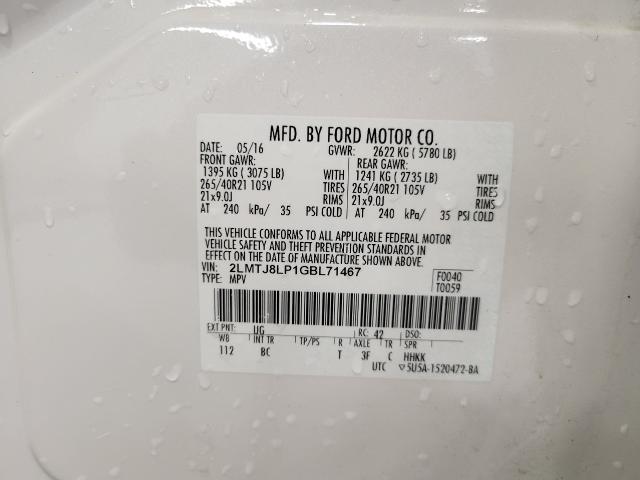 MFD. BY FORD MOTOR CO.
DATE: 05/16 GVWR: 2622 KG ( 5780 LB)
FRONT GAWR: REAR GAWR:
1395 KG ( 3075 LB) WITH 1241 KG ( 2735 LB) WITH
265/40R21 105V TIRES 265/40R21 105V TIRES
21x9.0J RIMS 21x9.0J RIMS
AT 240 kPa/ 35 PSI COLD AT 240 kPa/ 35 PSI COLD
THIS VEHICLE CONFORMS TO ALL APPLICABLE FEDERAL MOTOR
VEHICLE SAFETY AND THEFT PREVENTION STANDARDS IN
EFFECT ON THE DATE OF MANUFACTURE SHOWN ABOVE.
VIN: 2LMTJ8LP1GBL71467 F0040
TYPE: MPV T0059
EXT PNT: UG RC: 42 DSO:
WB INT TR TP/PS R AXLE TR SPR
112 BC T 3F C HHKK
UTC ▽5U5A-1520472-BA